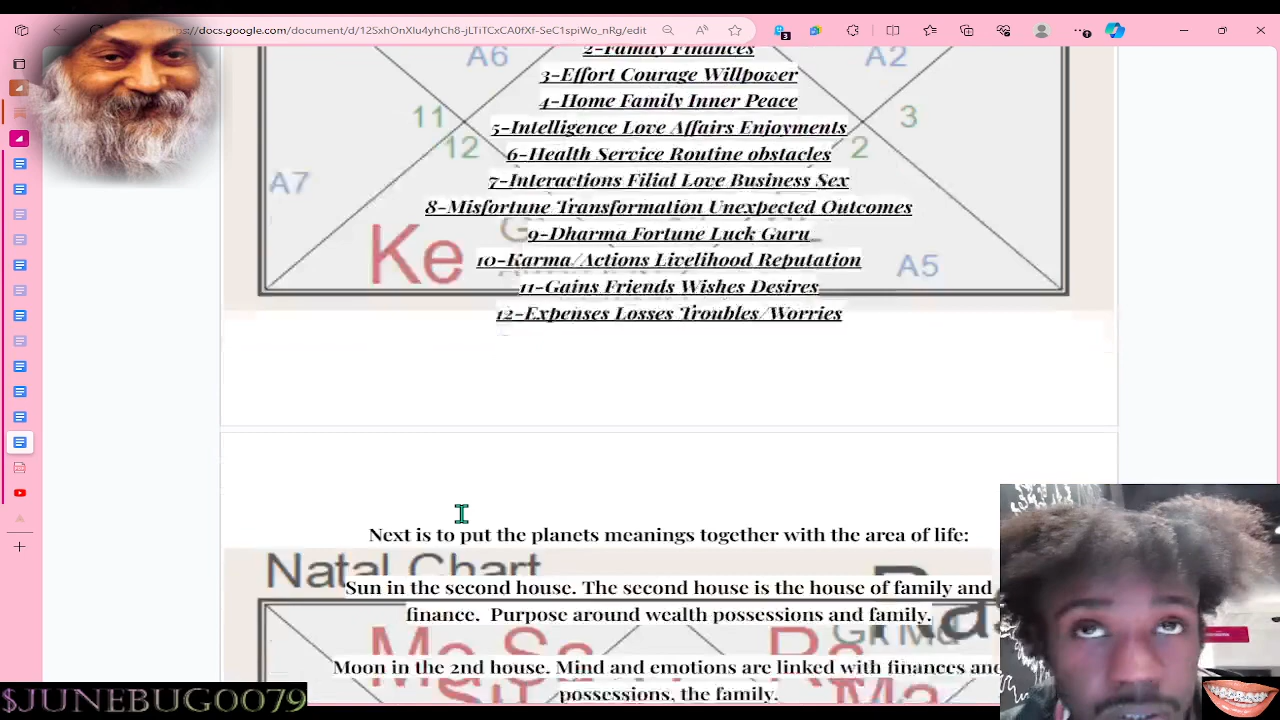 https://docs.google.com/document/d/12SxhOnXlu4yhCh8-jLTiTCxCA0fXf-SeC1spiWo_nRg/edit
2-Family Finances
A6
A2
3-Effort Courage Willpower
4-Home Family Inner Peace
11
3
5-Intelligence Love Affairs Enjoyments
12
6-Health Service Routine obstacles
2
A7
7-Interactions Filial Love Business Sex
8-Misfortune Transformation Unexpected Outcomes
Ke
9-Dharma Fortune Luck Guru
10-Karma/Actions Livelihood Reputation
A5
11-Gains Friends Wishes Desires
12-Expenses Losses Troubles/Worries
Next is to put the planets meanings together with the area of life:
Natal Chart
Sun in the second house. The second house is the house of family and
finance. Purpose around wealth possessions and family.
Moon in the 2nd house. Mind and emotions are linked with finances and
possessions, the family.
$JUNEBUG0079